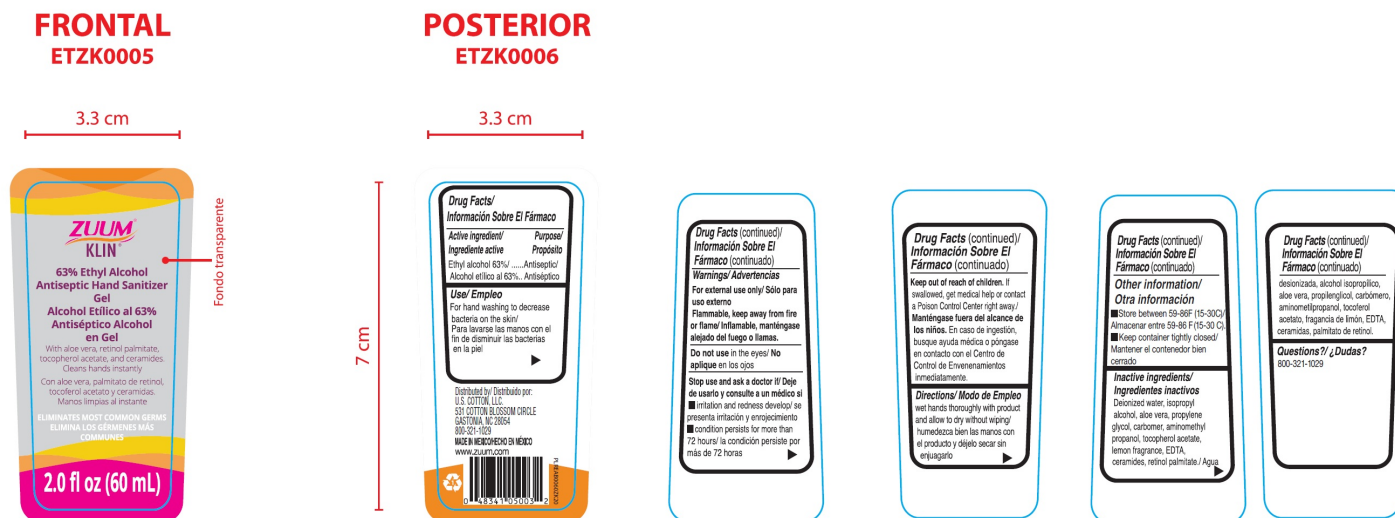 FRONTAL
ETZK0005
3.3 cm
ZUUM®
KLIN®
63% Ethyl Alcohol
Antiseptic Hand Sanitizer
Gel
Alcohol Etílico al 63%
Antiséptico Alcohol
en Gel
With aloe vera, retinol palmitate,
tocopherol acetate, and ceramides.
Cleans hands instantly
Con aloe vera, palmitato de retinol,
tocoferol acetato y ceramidas.
Manos limpias al instante
ELIMINATES MOST COMMON GERMS
ELIMINA LOS GÉRMENES MÁS
COMMUNES
2.0 fl oz (60 mL)
Fondo transparente
POSTERIOR
ETZK0006
3.3 cm
7 cm
Drug Facts/
Información Sobre El Fármaco
Active ingredient/ Purpose/
Ingrediente active Propósito
Ethyl alcohol 63%/ ......Antiseptic/
Alcohol etílico al 63%.. Antiséptico
Use/ Empleo
For hand washing to decrease
bacteria on the skin/
Para lavarse las manos con el
fin de disminuir las bacterias
en la piel
Distributed by/ Distribuido por:
U.S. COTTON, LLC.
531 COTTON BLOSSOM CIRCLE
GASTONIA, NC 28054
800-321-1029
MADE IN MEXICO/HECHO EN MÉXICO
www.zuum.com
0 48341 05003 2
Drug Facts (continued)/
Información Sobre El
Fármaco (continuado)
Warnings/ Advertencias
For external use only/ Sólo para
uso externo
Flammable, keep away from fire
or flame/ Inflamable, manténgase
alejado del fuego o llamas.
Do not use in the eyes/ No
aplique en los ojos
Stop use and ask a doctor if/ Deje
de usarlo y consulte a un médico si
■ irritation and redness develop/ se
presenta irritación y enrojecimiento
■ condition persists for more than
72 hours/ la condición persiste por
más de 72 horas
Drug Facts (continued)/
Información Sobre El
Fármaco (continuado)
Keep out of reach of children. If
swallowed, get medical help or contact
a Poison Control Center right away./
Manténgase fuera del alcance de
los niños. En caso de ingestión,
busque ayuda médica o póngase
en contacto con el Centro de
Control de Envenenamientos
inmediatamente.
Directions/ Modo de Empleo
wet hands thoroughly with product
and allow to dry without wiping/
humedezca bien las manos con
el producto y déjelo secar sin
enjuagarlo
Drug Facts (continued)/
Información Sobre El
Fármaco (continuado)
Other information/
Otra información
■ Store between 59-86F (15-30C)/
Almacenar entre 59-86 F (15-30 C).
■ Keep container tightly closed/
Mantener el contenedor bien
cerrado
Inactive ingredients/
Ingredientes inactivos
Deionized water, isopropyl
alcohol, aloe vera, propylene
glycol, carbomer, aminomethyl
propanol, tocopherol acetate,
lemon fragrance, EDTA,
ceramides, retinol palmitate./ Agua
Drug Facts (continued)/
Información Sobre El
Fármaco (continuado)
desionizada, alcohol isopropílico,
aloe vera, propilenglicol, carbómero,
aminometilpropanol, tocoferol
acetato, fragancia de limón, EDTA,
ceramidas, palmitato de retinol.
Questions?/ ¿Dudas?
800-321-1029